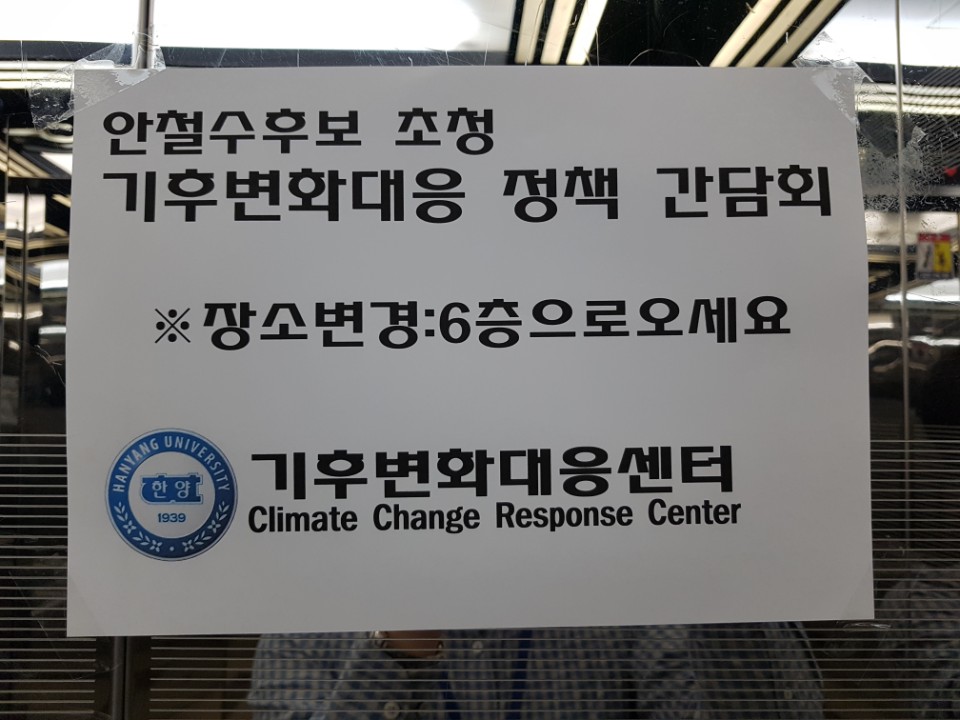 안철수후보 초청
기후변화대응 정책 간담회
※장소변경:6층으로오세요
HANYANG UNIVERSITY
한양
1939
기후변화대응센터
Climate Change Response Center